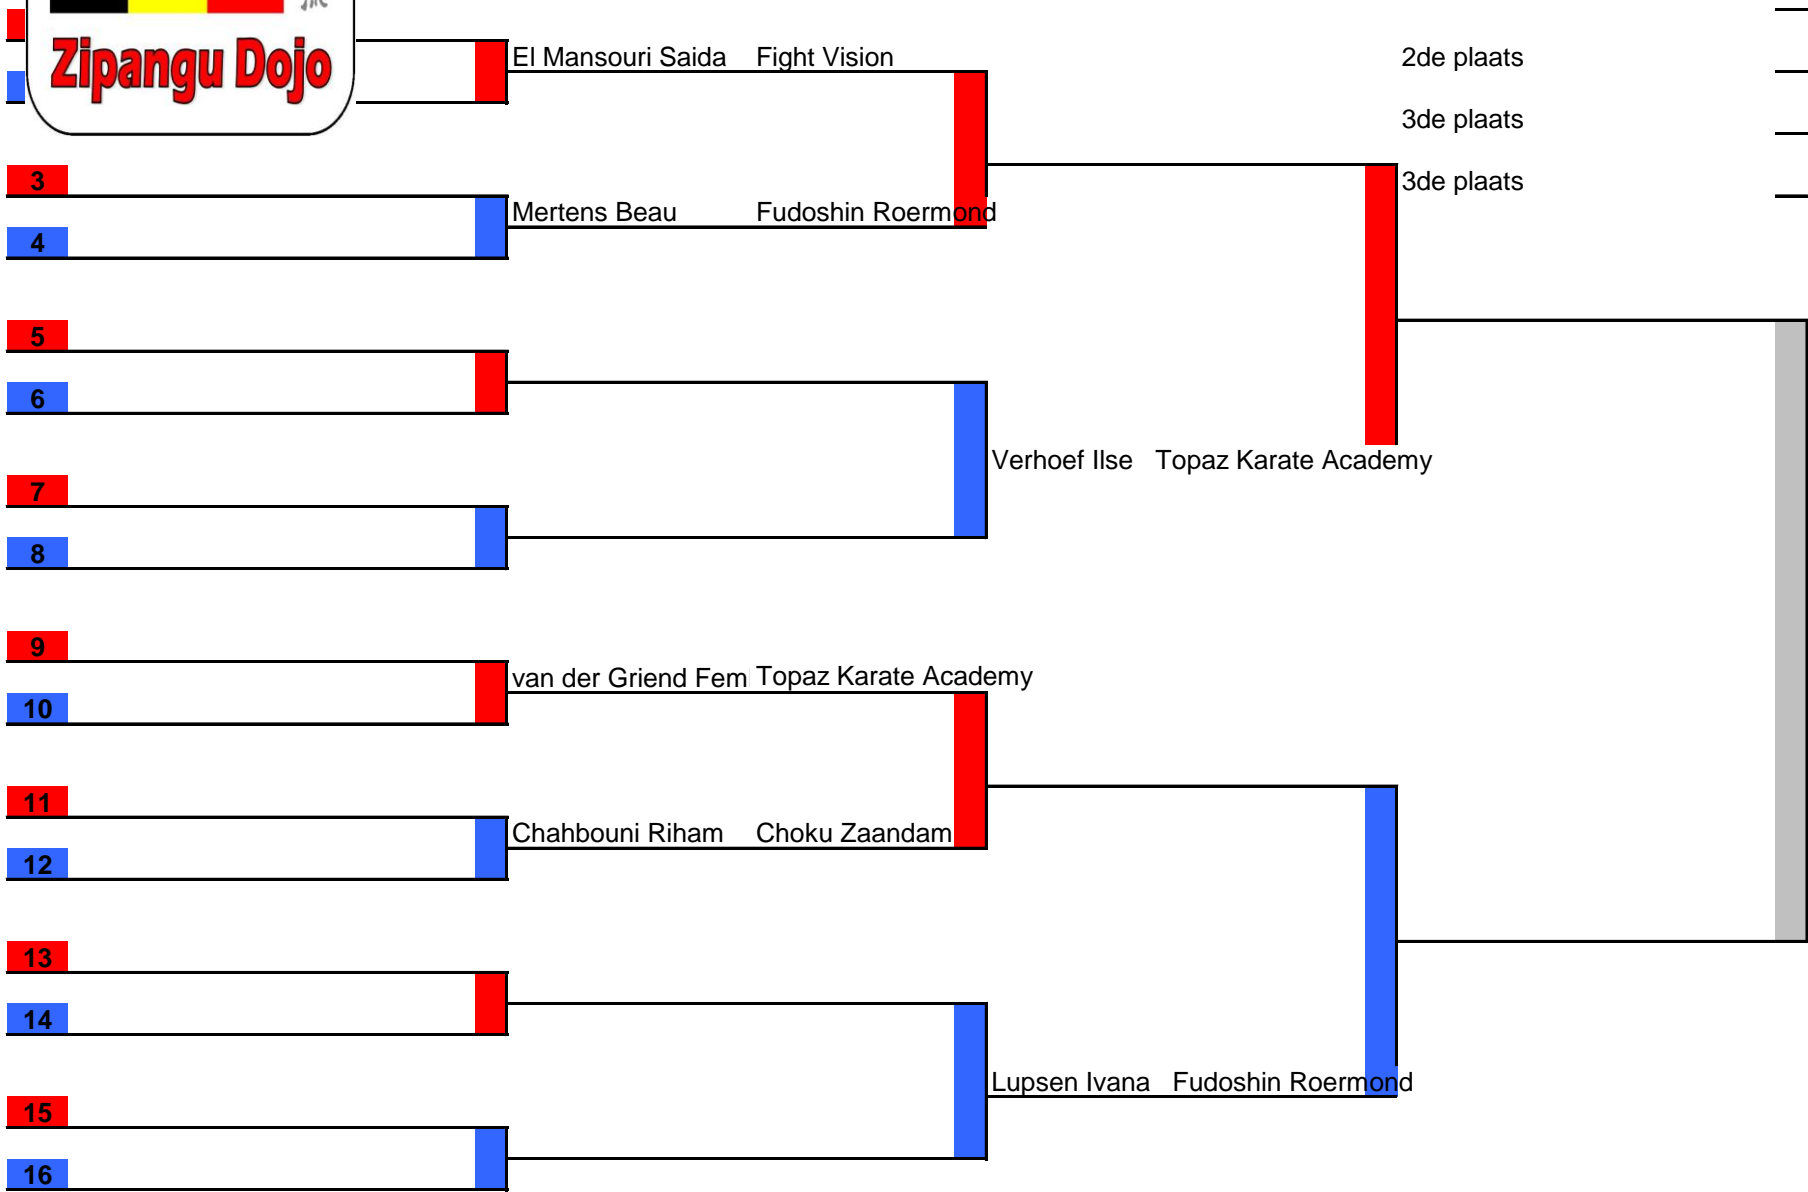 Zipangu Dojo
El Mansouri Saida Fight Vision
2de plaats
3de plaats
3
3de plaats
Mertens Beau Fudoshin Roermond
4
5
6
Verhoef Ilse Topaz Karate Academy
7
8
9
van der Griend Fem Topaz Karate Academy
10
11
Chahbouni Riham Choku Zaandam
12
13
14
Lupsen Ivana Fudoshin Roermond
15
16